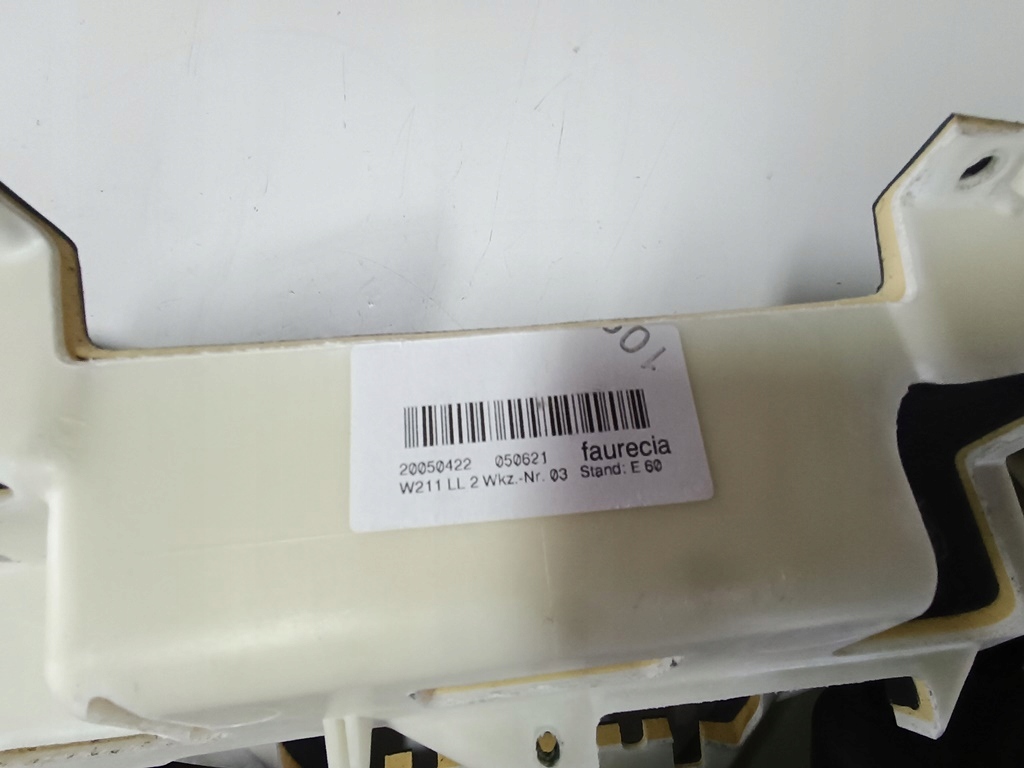 20050422 050621 faurecia
W211 LL 2 Wkz.-Nr. 03 Stand: E 60